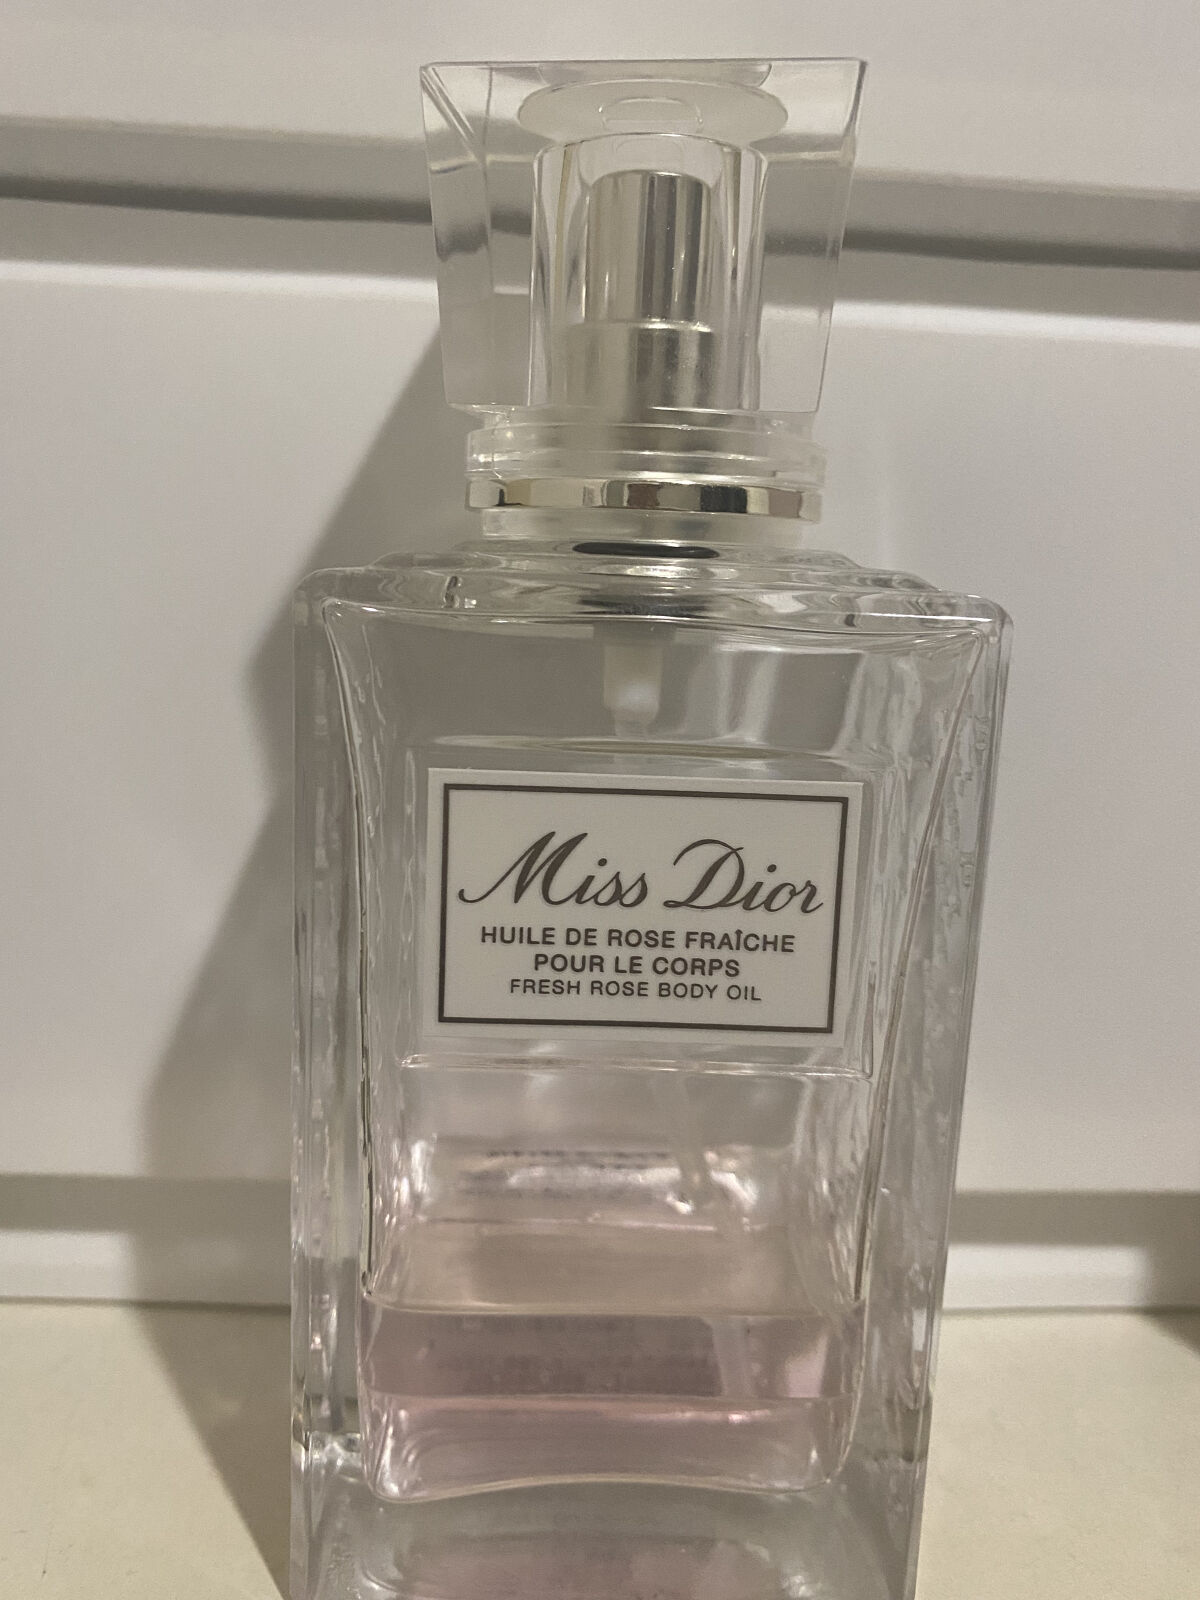 Miss Dior
HUILE DE ROSE FRAÎCHE
POUR LE CORPS
FRESH ROSE BODY OIL